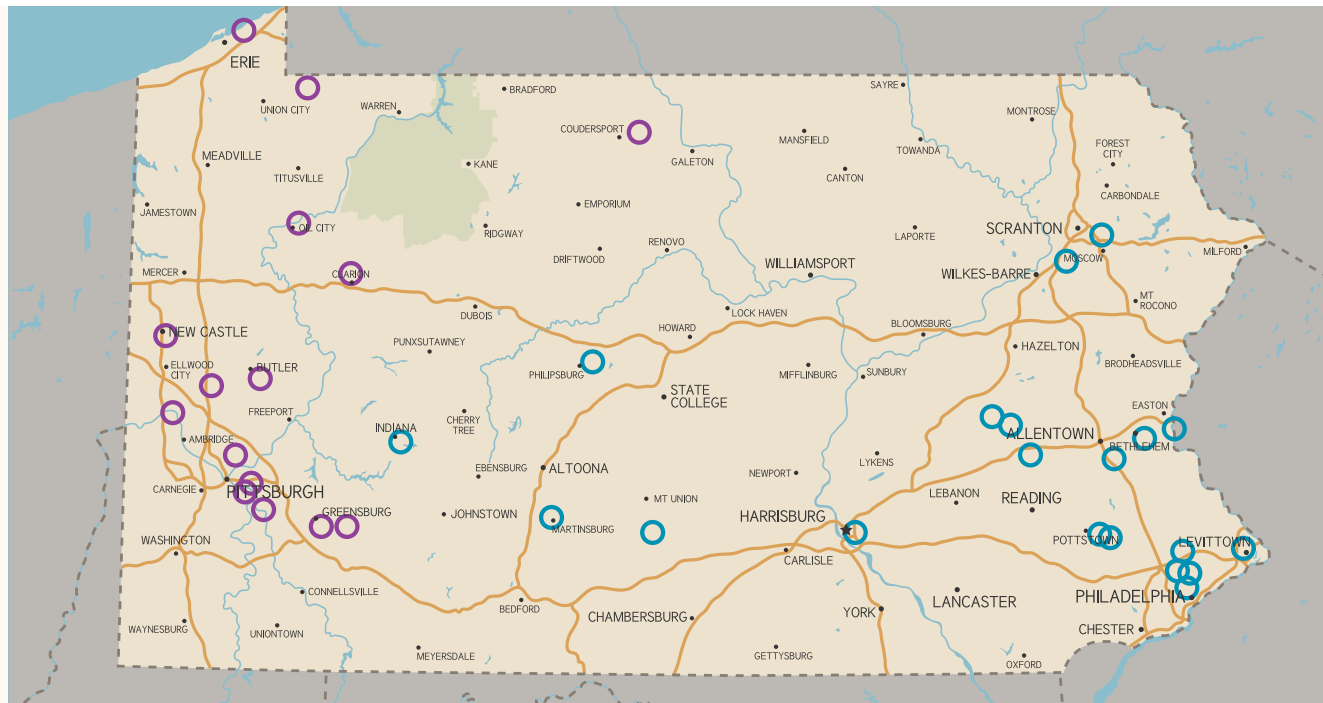 ERIE
UNION CITY
WARREN
BRADFORD
SAYRE
MONTROSE
COUDERSPORT
MANSFIELD
TOWANDA
FOREST
CITY
MEADVILLE
TITUSVILLE
KANE
GALETON
CANTON
CARBONDALE
JAMESTOWN
OIL CITY
EMPORIUM
RIDGWAY
RENOVO
LAPORTE
SCRANTON
DRIFTWOOD
MILFORD
MERCER
CLARION
WILLIAMSPORT
WILKES-BARRE
MOSCOW
MT
ROCONO
DUBOIS
LOCK HAVEN
NEW CASTLE
PUNXSUTAWNEY
HOWARD
BLOOMSBURG
HAZELTON
ELLWOOD
CITY
BUTLER
PHILIPSBURG
MIFFLINBURG
SUNBURY
BRODHEADSVILLE
STATE
COLLEGE
FREEPORT
CHERRY
TREE
EASTON
INDIANA
AMBRIDGE
ALLENTOWN
BETHLEHEM
EBENSBURG
ALTOONA
NEWPORT
LYKENS
CARNEGIE
PITTSBURGH
MT UNION
LEBANON
READING
GREENSBURG
JOHNSTOWN
MARTINSBURG
HARRISBURG
WASHINGTON
POTTSTOWN
LEVITTOWN
CARLISLE
CONNELLSVILLE
BEDFORD
CHAMBERSBURG
YORK
LANCASTER
PHILADELPHIA
WAYNESBURG
UNIONTOWN
CHESTER
MEYERSDALE
GETTYSBURG
OXFORD